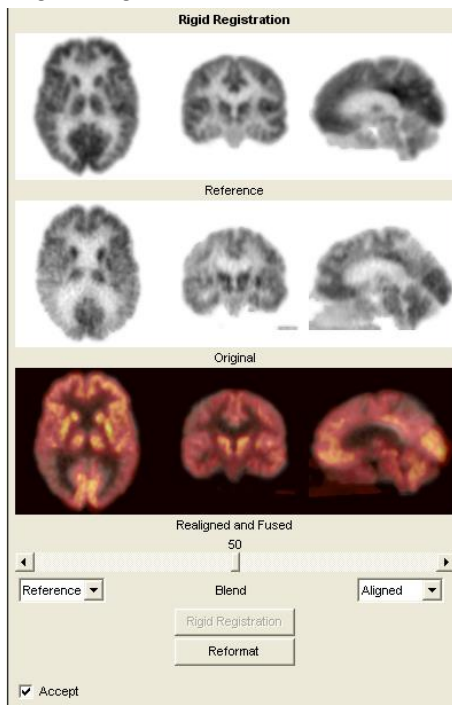 Rigid Registration
Reference
Original
Realigned and Fused
50
Reference Blend Aligned
Rigid Registration
Reformat
Accept